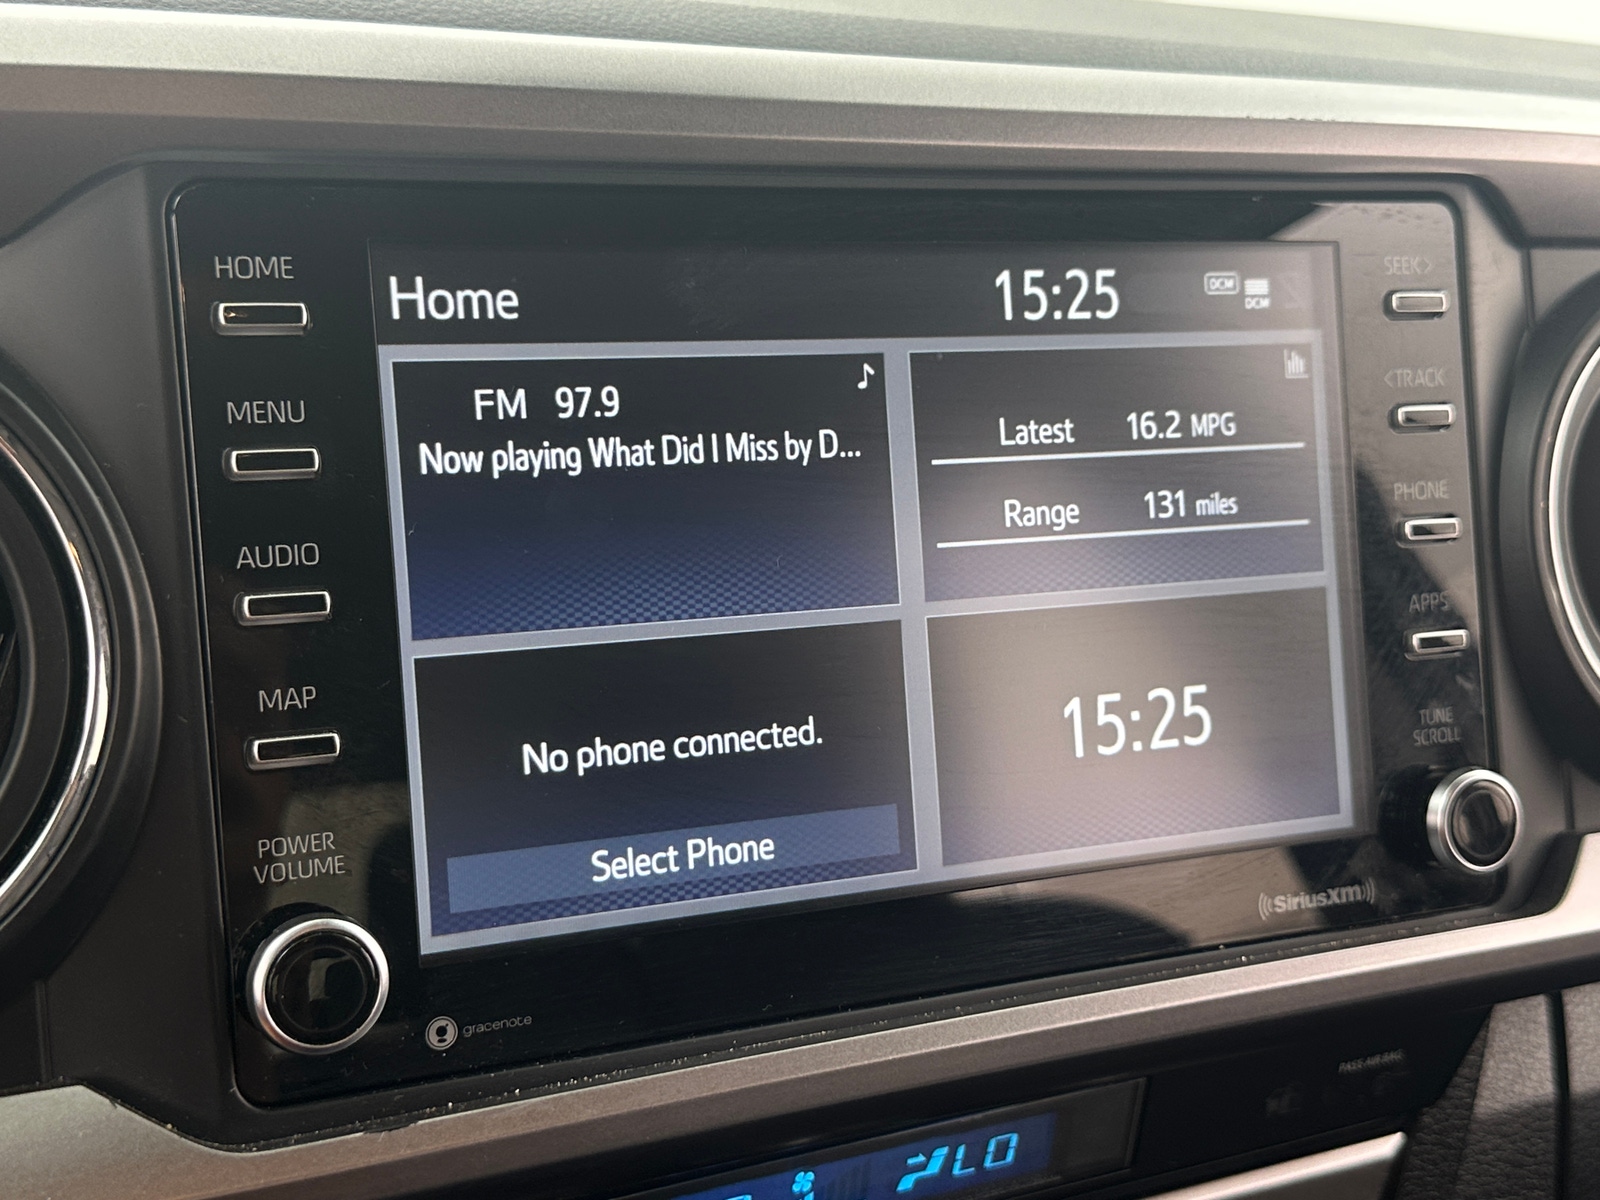 HOME
MENU
AUDIO
MAP
POWER
VOLUME
Home
15:25
DCM
DCM
FM 97.9
Now playing What Did I Miss by D...
Latest 16.2 MPG
Range 131 miles
No phone connected.
Select Phone
15:25
SEEK>
<TRACK
PHONE
APPS
TUNE
SCROLL
SiriusXM
gracenote
LO